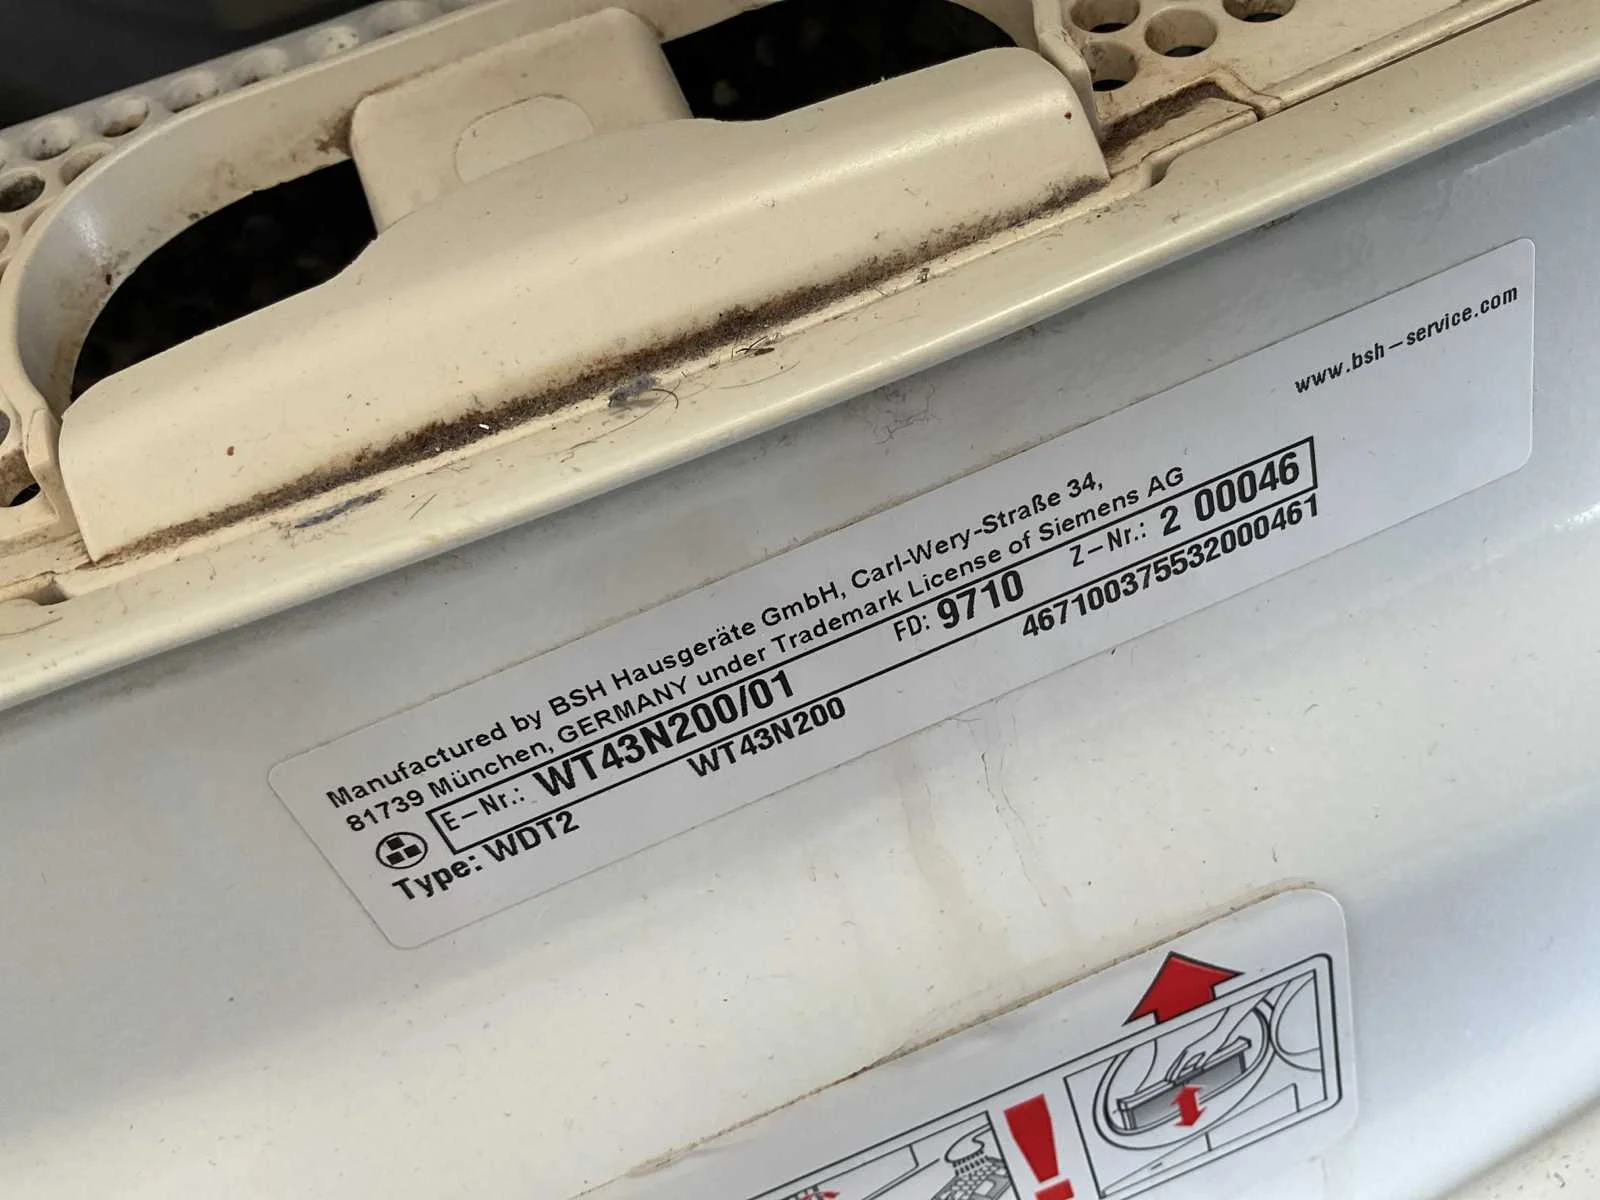 www.bsh-service.com
Manufactured by BSH Hausgeräte GmbH, Carl-Wery-Straße 34,
81739 München, GERMANY under Trademark License of Siemens AG
E-Nr.: WT43N200/01 FD: 9710 Z-Nr.: 2 00046
Type: WDT2 WT43N200 467100375532000461
!